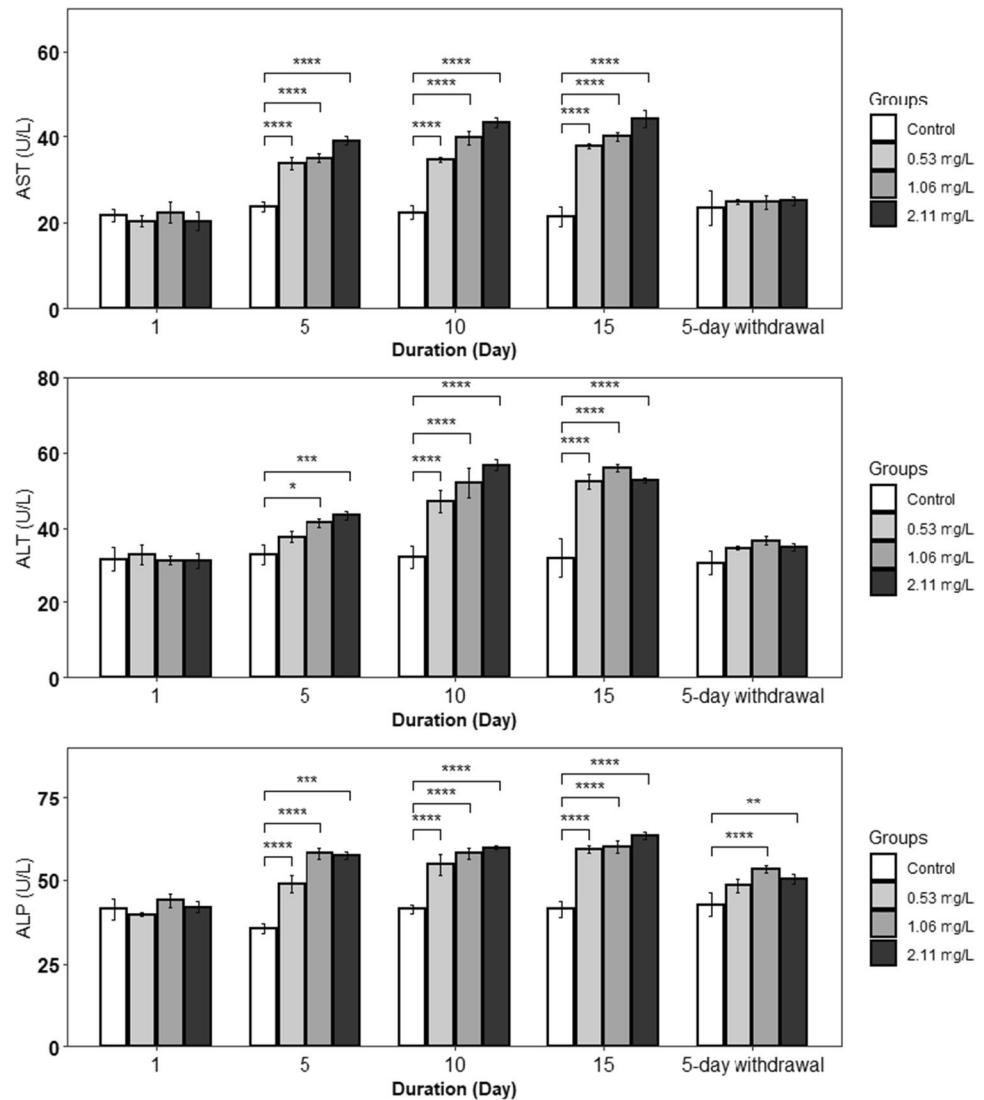 AST (U/L)
60
40
20
0
****
****
****
****
****
****
****
****
****
1
5
10
15
5-day withdrawal
Duration (Day)
Groups
Control
0.53 mg/L
1.06 mg/L
2.11 mg/L
ALT (U/L)
80
60
40
20
0
***
*
****
****
****
****
****
****
1
5
10
15
5-day withdrawal
Duration (Day)
Groups
Control
0.53 mg/L
1.06 mg/L
2.11 mg/L
ALP (U/L)
75
50
25
0
***
****
****
****
****
****
****
****
****
**
****
1
5
10
15
5-day withdrawal
Duration (Day)
Groups
Control
0.53 mg/L
1.06 mg/L
2.11 mg/L